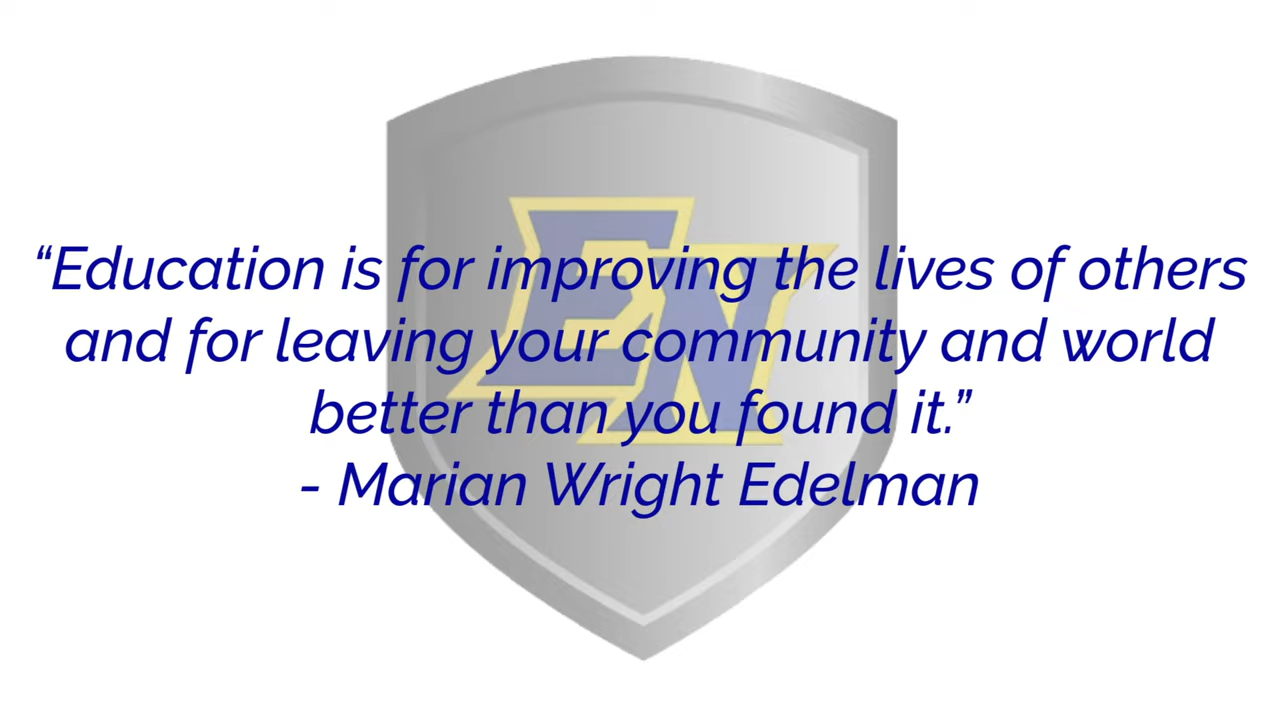 EN
“Education is for improving the lives of others
and for leaving your community and world
better than you found it.”
- Marian Wright Edelman